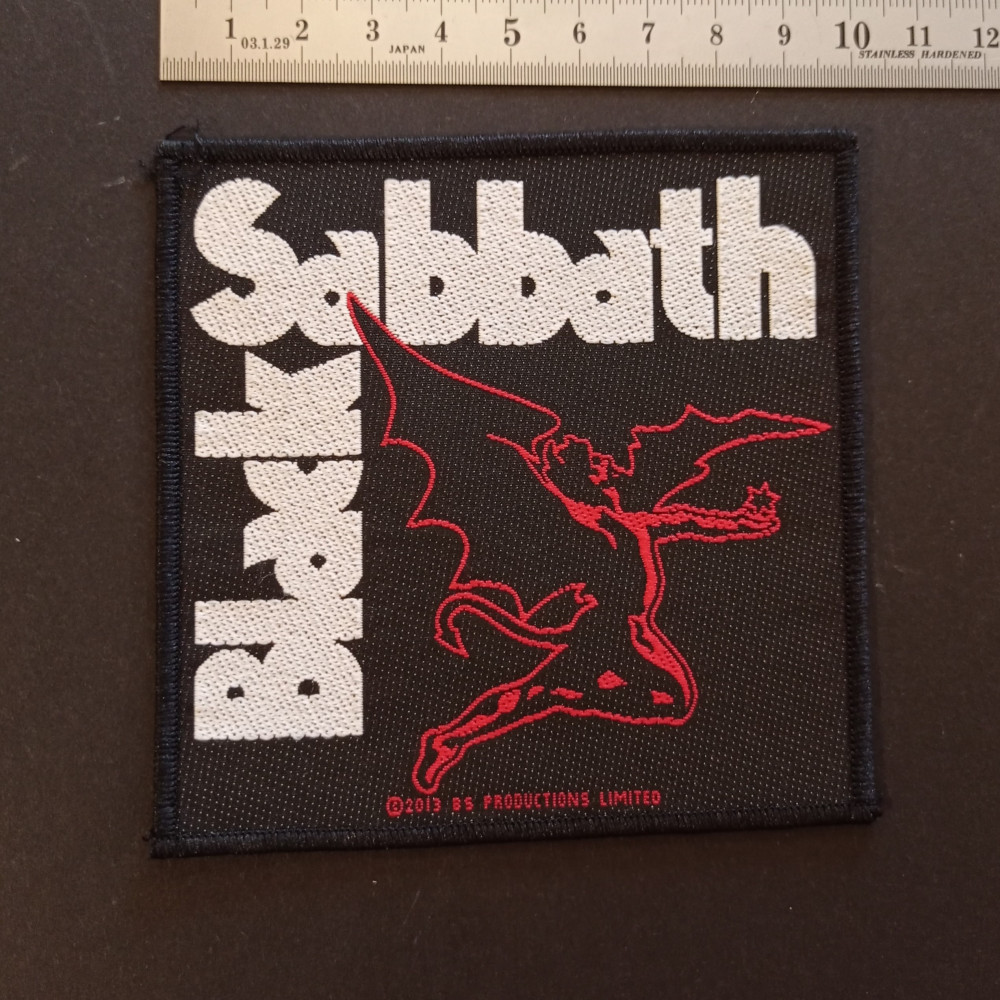 1 2 3 4 5 6 7 8 9 10 11 12
03.1.29 JAPAN STAINLESS HARDENED
Sabbath
Black
©2013 BS PRODUCTIONS LIMITED